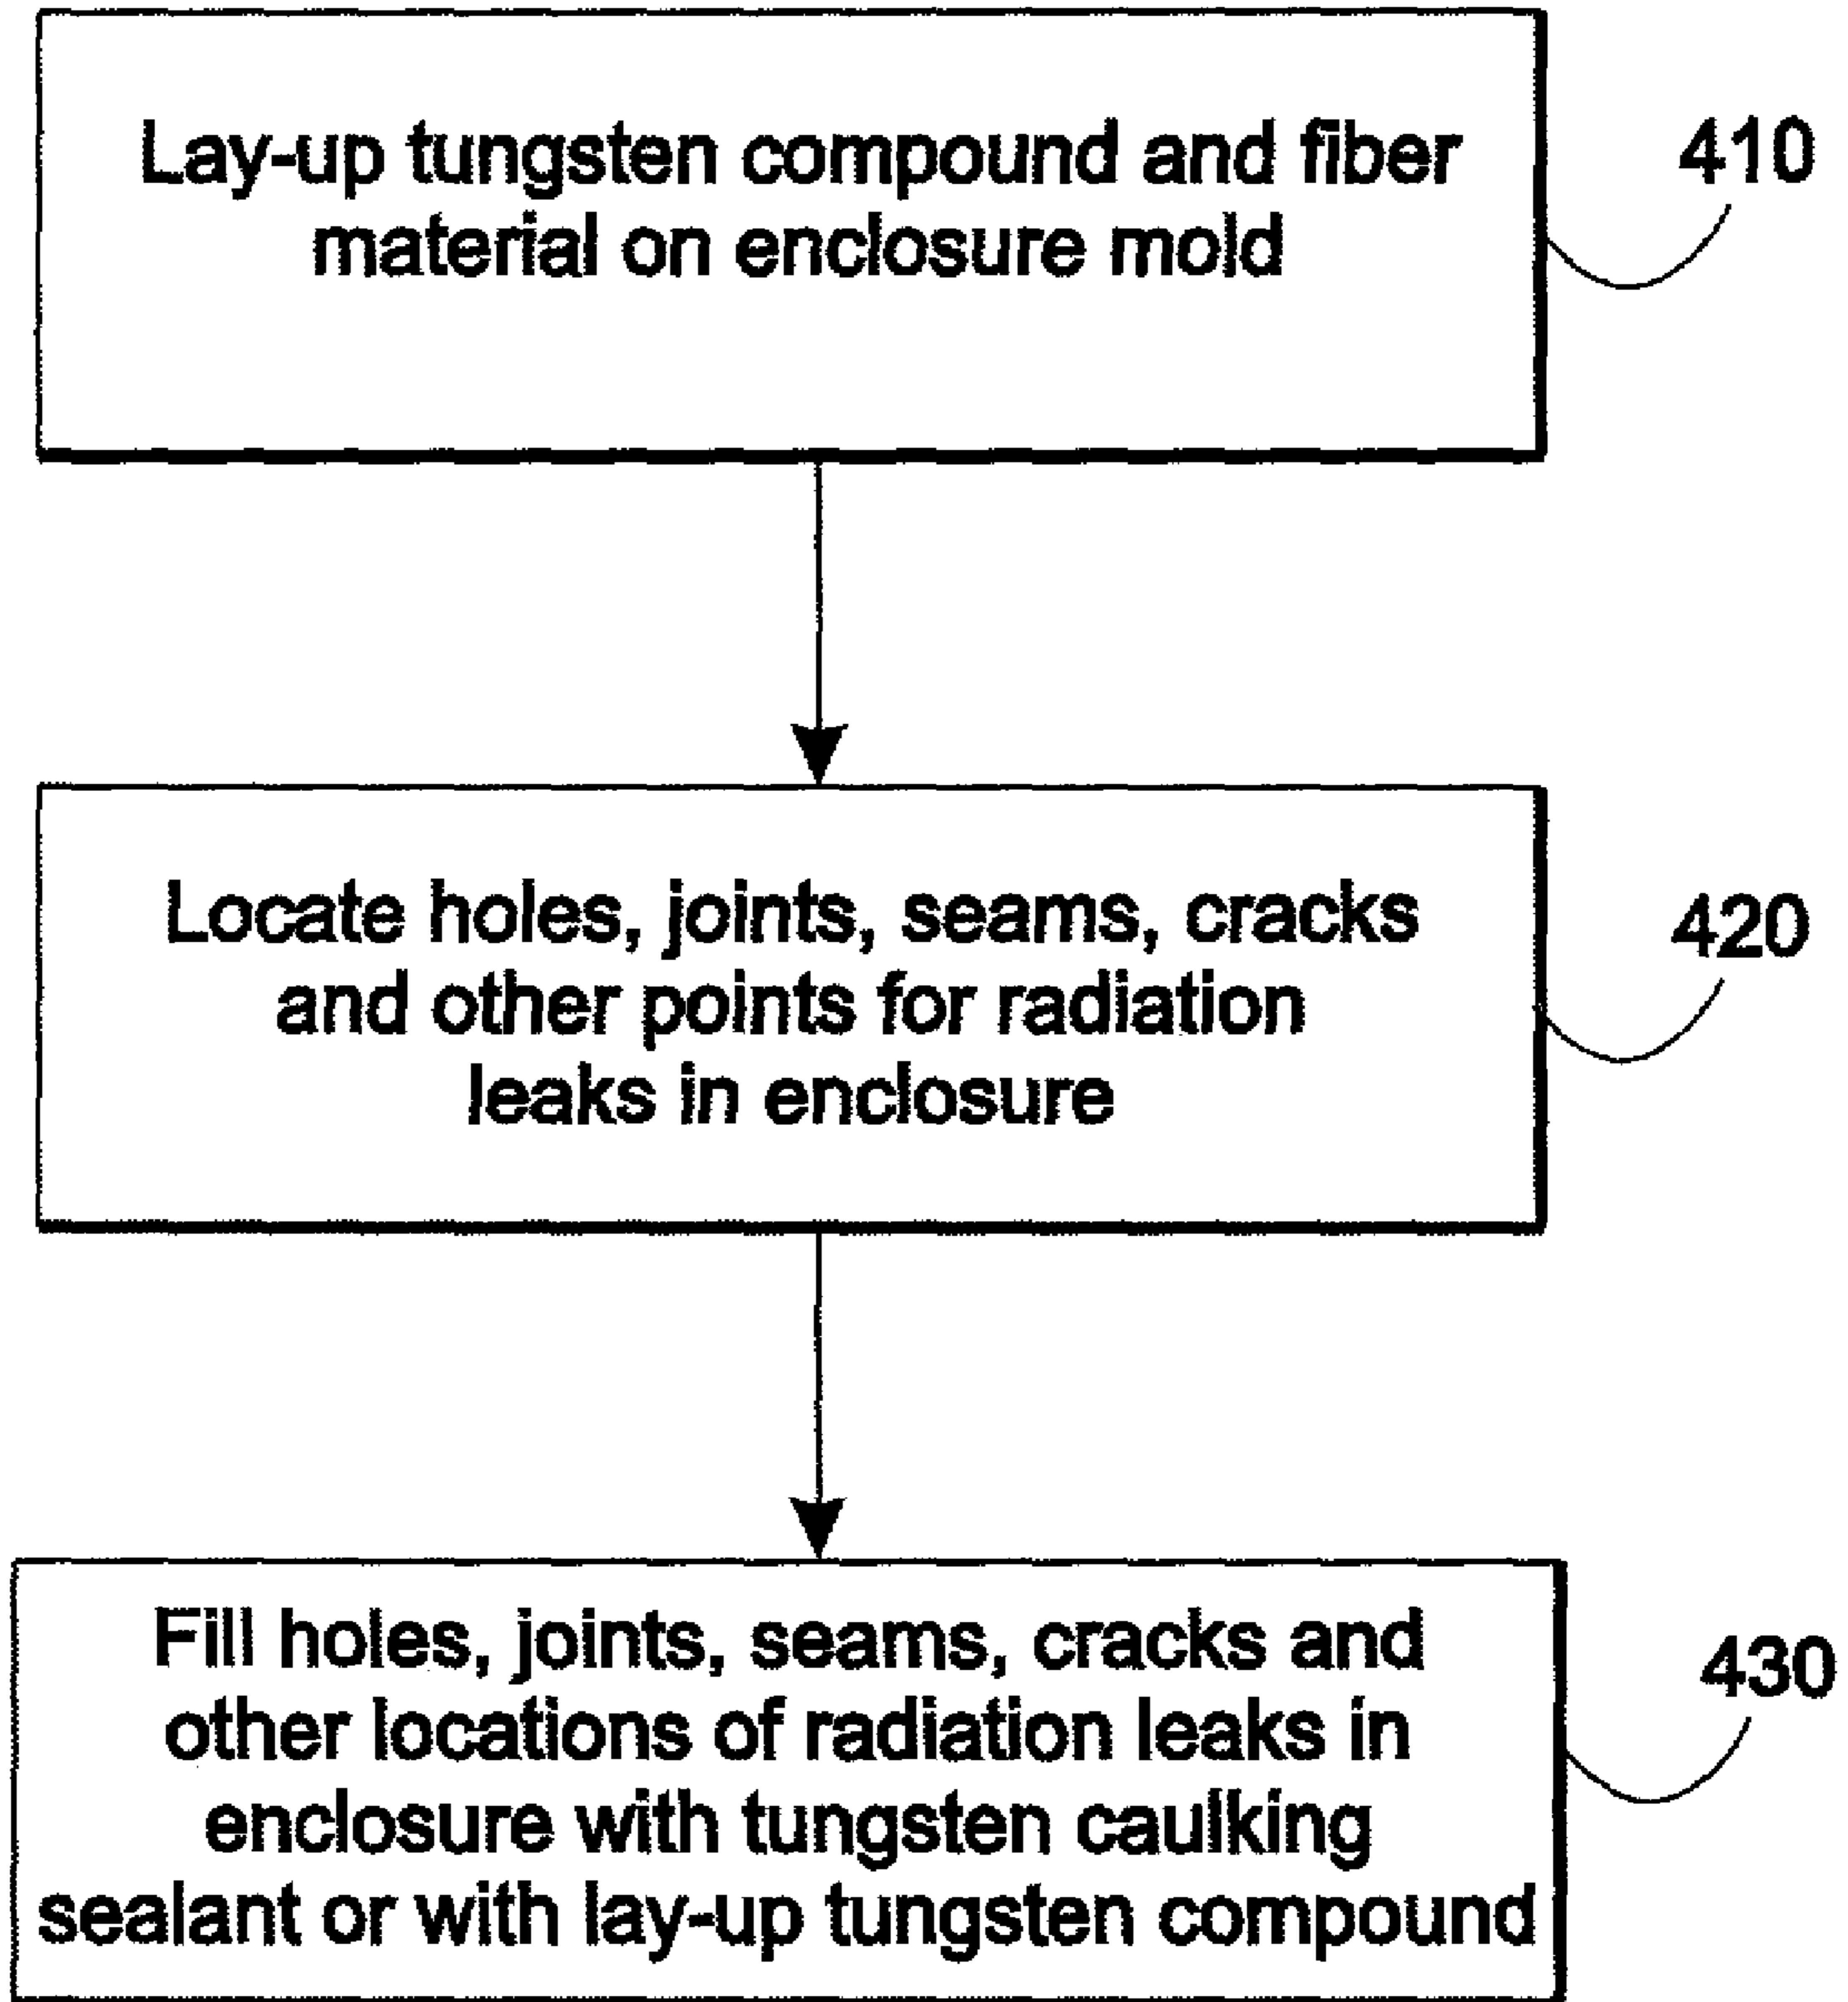 Lay-up tungsten compound and fiber
material on enclosure mold
410
Locate holes, joints, seams, cracks
and other points for radiation
leaks in enclosure
420
Fill holes, joints, seams, cracks and
other locations of radiation leaks in
enclosure with tungsten caulking
sealant or with lay-up tungsten compound
430